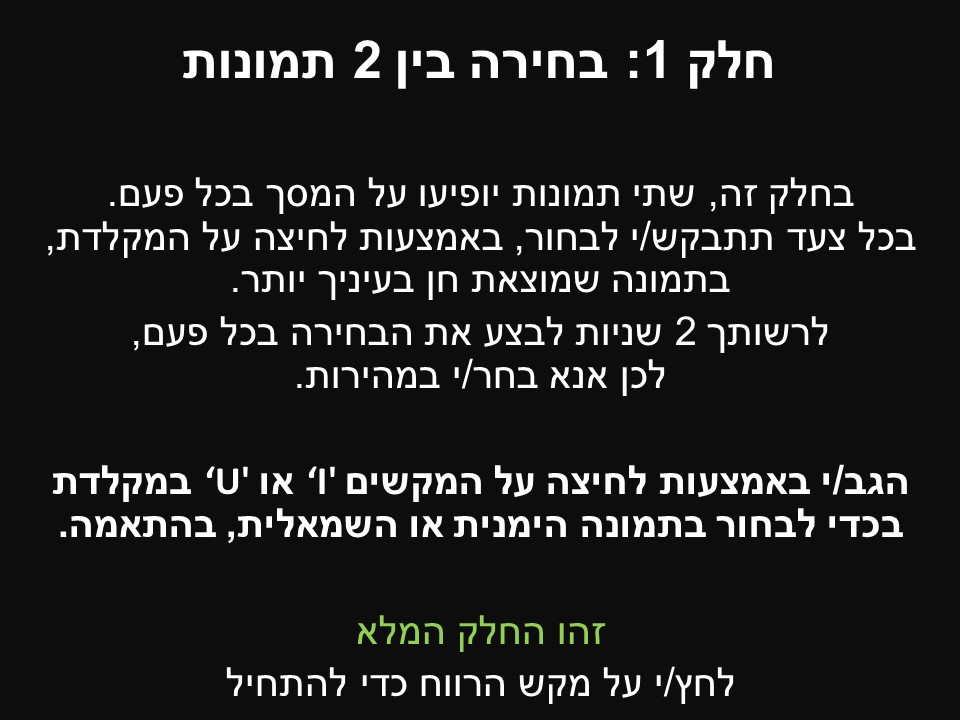 חלק 1: בחירה בין 2 תמונות
בחלק זה, שתי תמונות יופיעו על המסך בכל פעם.
בכל צעד תתבקש/י לבחור, באמצעות לחיצה על המקלדת,
בתמונה שמוצאת חן בעיניך יותר.
לרשותך 2 שניות לבצע את הבחירה בכל פעם,
לכן אנא בחר/י במהירות.
הגב/י באמצעות לחיצה על המקשים 'I‘ או 'U‘ במקלדת
בכדי לבחור בתמונה הימנית או השמאלית, בהתאמה.
זהו החלק המלא
לחץ/י על מקש הרווח כדי להתחיל